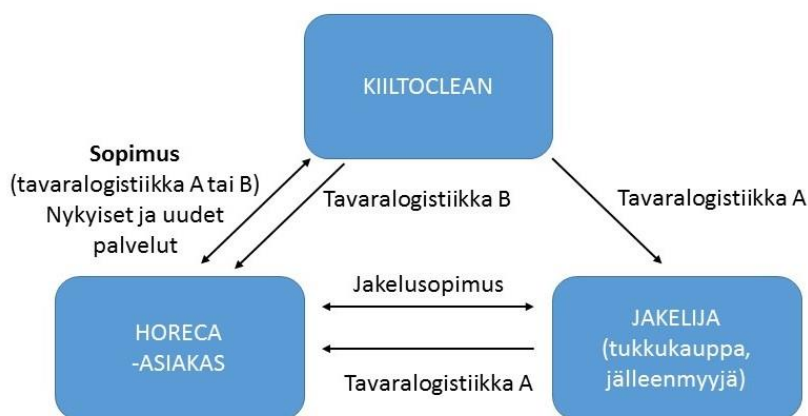 KIILTOCLEAN
Sopimus
(tavaralogistiikka A tai B)
Nykyiset ja uudet
palvelut
Tavaralogistiikka B
Tavaralogistiikka A
Jakelusopimus
HORECA
-ASIAKAS
JAKELIJA
(tukkukauppa,
jälleenmyyjä)
Tavaralogistiikka A